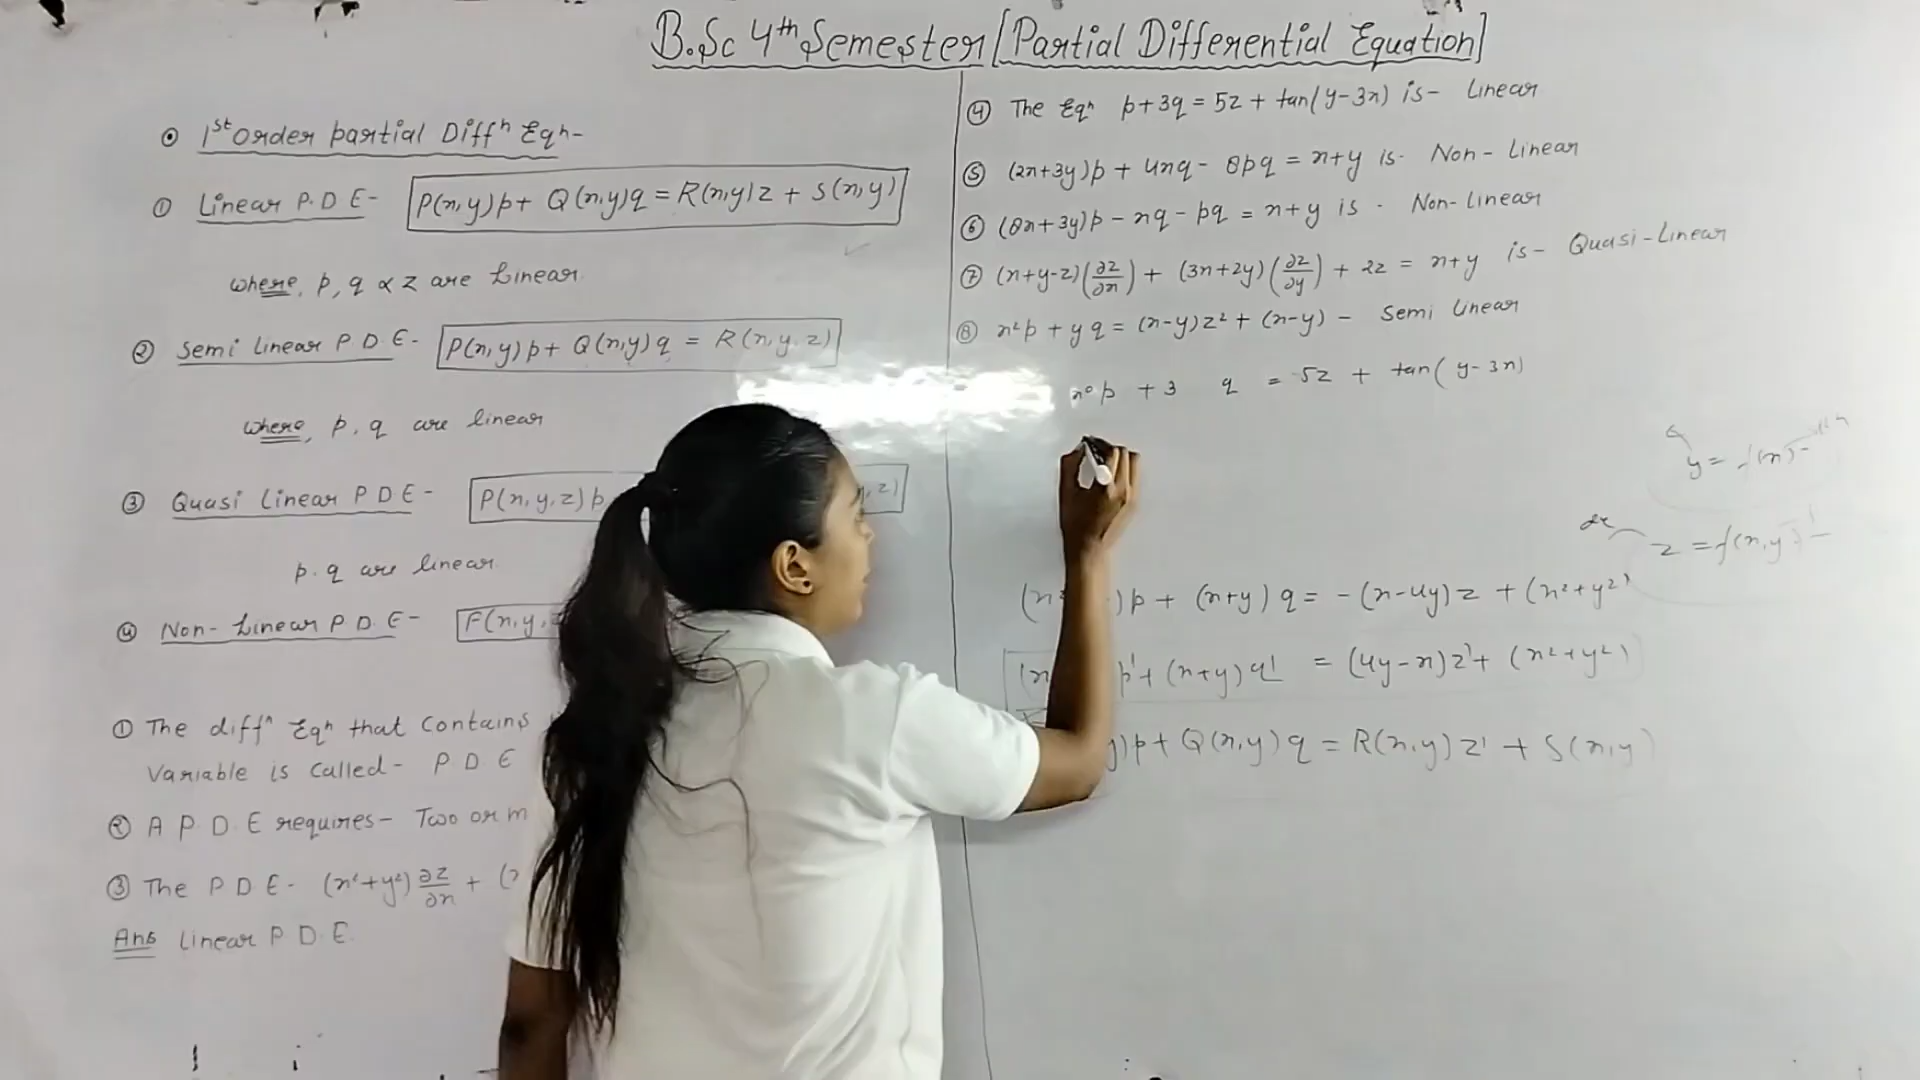 B.Sc 4th Semester [Partial Differential Equation]
⊙ 1st Order partial Diffn Eqn-
① Linear P.D.E- P(x,y)p+ Q(x,y)q = R(x,y)z + S(x,y)
where, p, q & z are Linear.
② Semi Linear P.D.E- P(x,y)p+ Q(x,y)q = R(x,y,z)
where, p, q are linear
③ Quasi Linear P D E- P(x,y,z)p ,z)
p.q are linear.
④ Non-Linear P.D.E- F(x,y,
① The diffn Eqn that Contains
Variable is Called- P.D E
② A P.D.E requires- Two or m
③ The P D E- (x²+y²) ∂z/∂x + (
Ans Linear P.D.E.
④ The Eqn p+3q = 5z + tan(y-3x) is- Linear
⑤ (2x+3y)p + 4xq - 8pq = x+y is- Non-Linear
⑥ (8x+3y)p - xq - pq = x+y is - Non-Linear
⑦ (x+y-z)(∂z/∂x) + (3x+2y)(∂z/∂y) + 2z = x+y is- Quasi-Linear
⑧ x²p + yq = (x-y)z² + (x-y) - Semi Linear
x⁰p + 3 q = 5z + tan(y-3x)
y = f(x)-
z = f(x,y) -
)p + (x+y)q = -(x-4y)z + (x²+y²)
p¹+(x+y)q¹ = (4y-x)z¹+ (x²+y²)
y)p+ Q(x,y)q = R(x,y)z¹ + S(x,y)